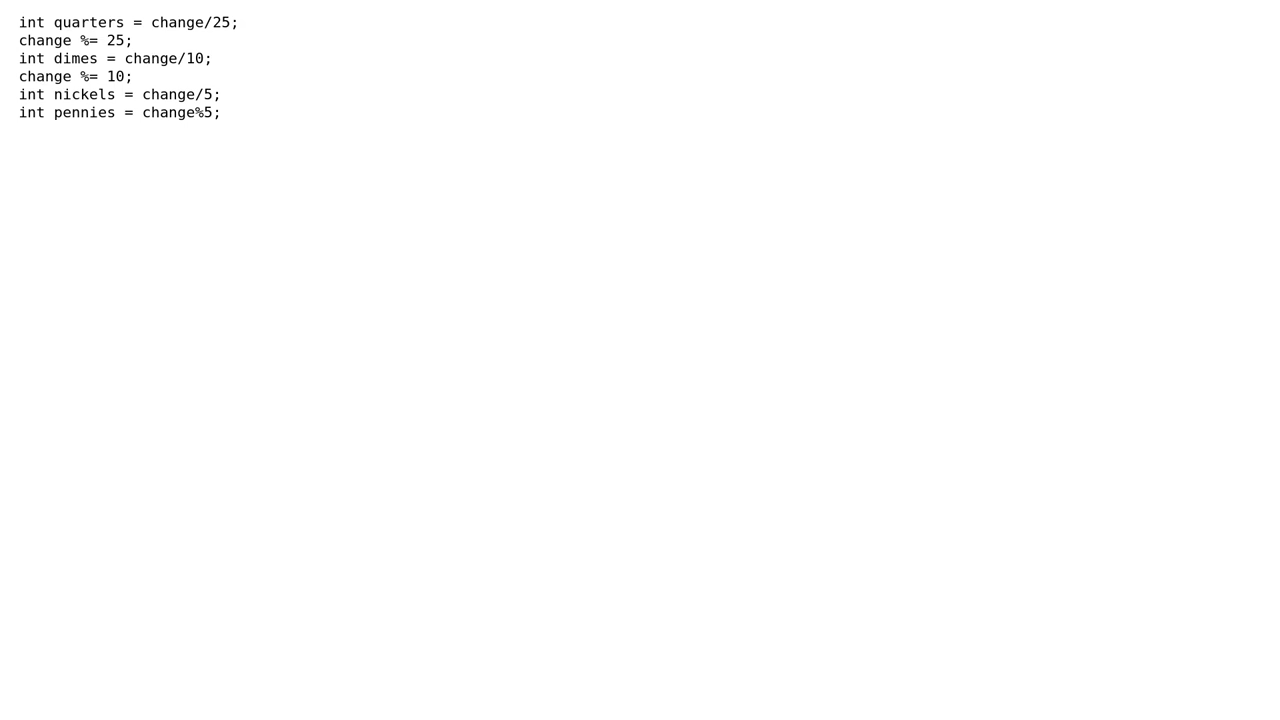 int quarters = change/25;
change %= 25;
int dimes = change/10;
change %= 10;
int nickels = change/5;
int pennies = change%5;